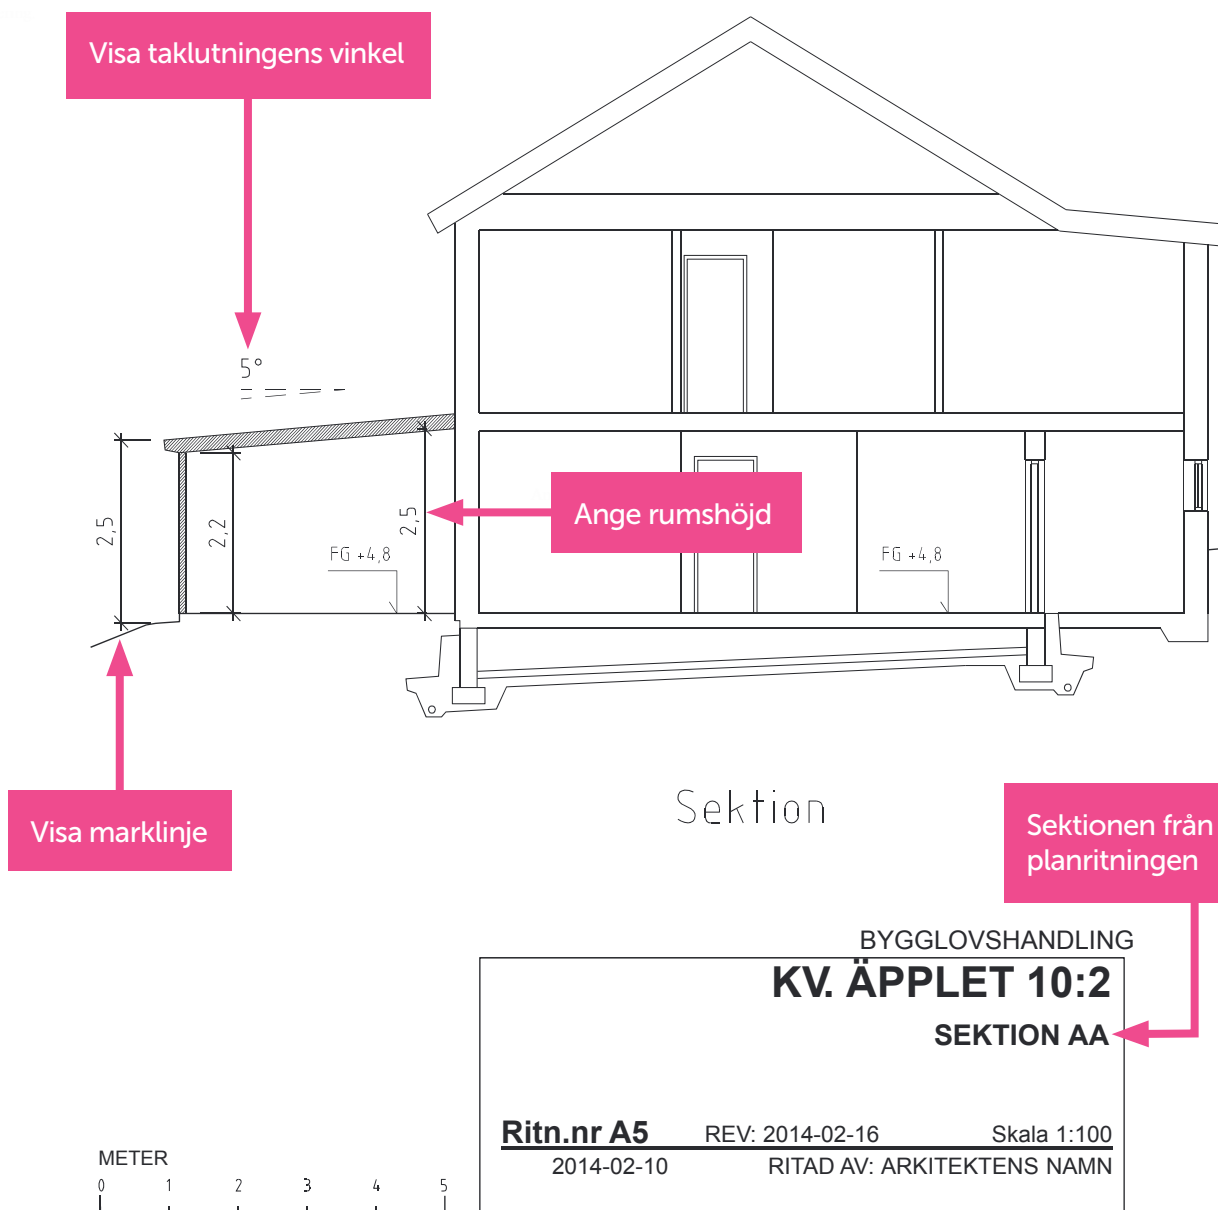 Visa taklutningens vinkel
5°
2,5
2,2
2,5
Ange rumshöjd
FG +4,8
FG +4,8
Visa marklinje
Sektion
Sektionen från
planritningen
BYGGLOVSHANDLING
KV. ÄPPLET 10:2
SEKTION AA
Ritn.nr A5 REV: 2014-02-16 Skala 1:100
2014-02-10 RITAD AV: ARKITEKTENS NAMN
METER
0 1 2 3 4 5